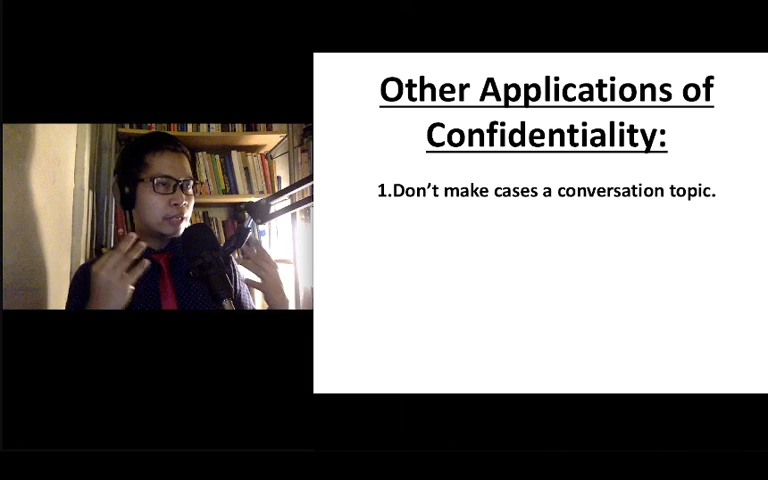 Other Applications of
Confidentiality:
1.Don't make cases a conversation topic.